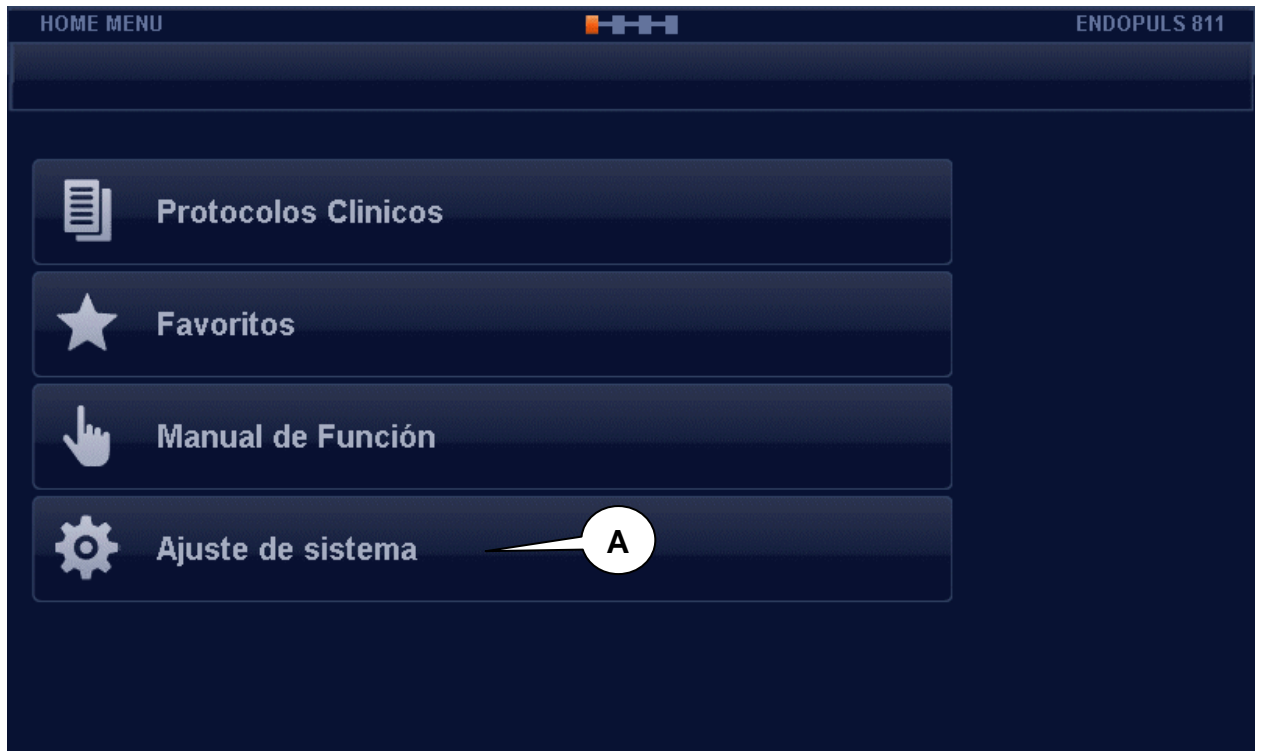 HOME MENU
ENDOPULS 811
Protocolos Clinicos
Favoritos
Manual de Función
Ajuste de sistema
A